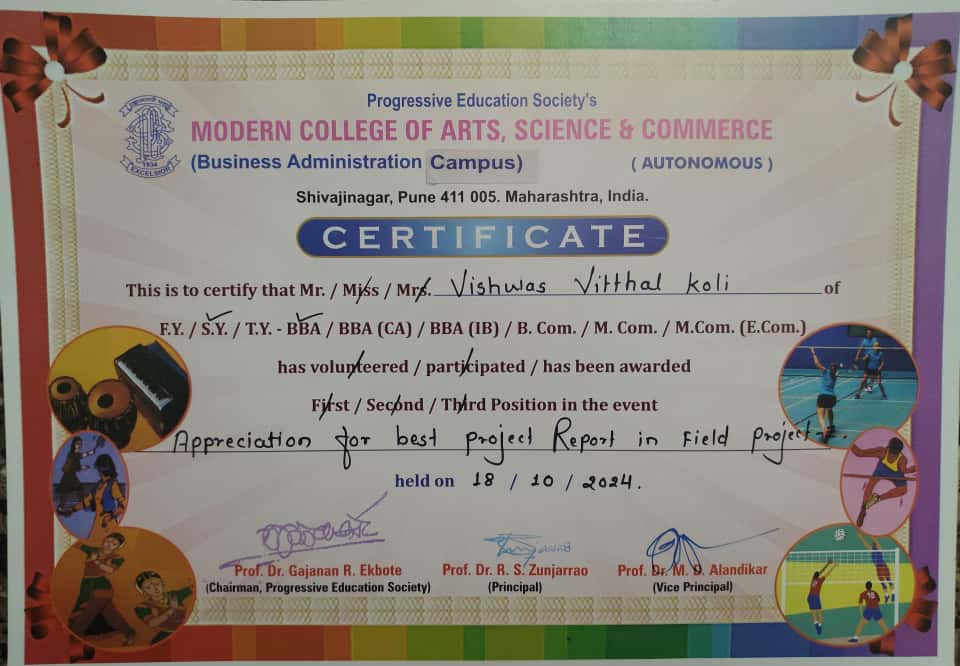 Progressive Education Society's
MODERN COLLEGE OF ARTS, SCIENCE & COMMERCE
(Business Administration Campus) (AUTONOMOUS)
1934
EXCELSIOR
Shivajinagar, Pune 411 005. Maharashtra, India.
CERTIFICATE
This is to certify that Mr. / Miss / Mrs. Vishwas Vitthal Koli of
F.Y. / S.Y. / T.Y. - BBA / BBA (CA) / BBA (IB) / B. Com. / M. Com. / M.Com. (E.Com.)
has volunteered / participated / has been awarded
First / Second / Third Position in the event
Appreciation for best project Report in Field project.
held on 18 / 10 / 2024.
Prof. Dr. Gajanan R. Ekbote Prof. Dr. R. S. Zunjarrao Prof. Dr. M. D. Alandikar
(Chairman, Progressive Education Society) (Principal) (Vice Principal)